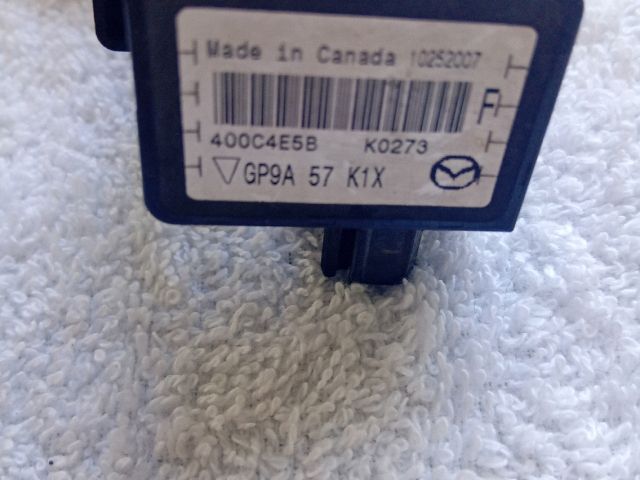 Made in Canada 10252007
A
400C4E5B K0273
▽GP9A 57 K1X